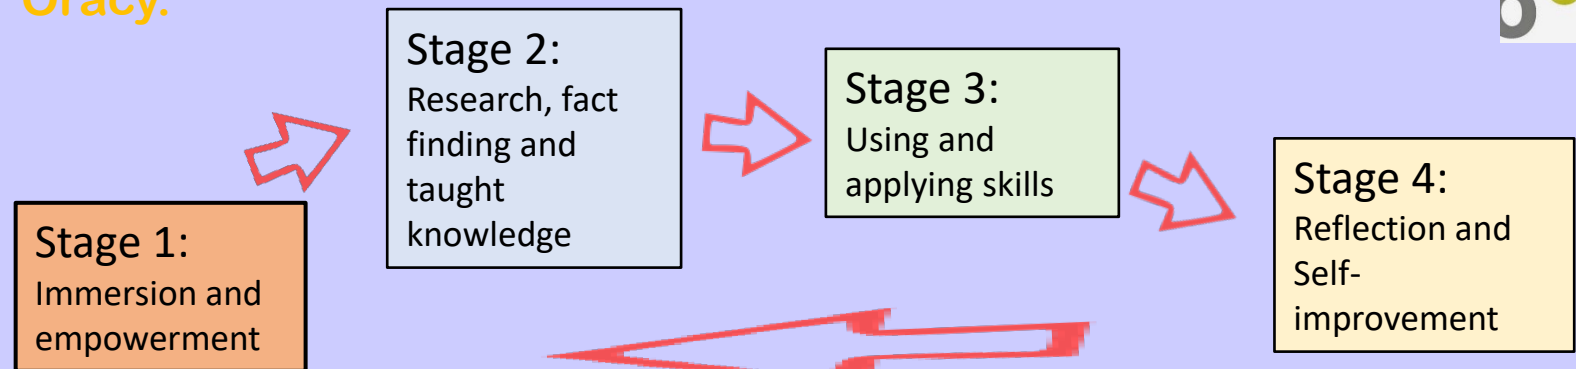 Oracy.
Stage 1:
Immersion and
empowerment
Stage 2:
Research, fact
finding and
taught
knowledge
Stage 3:
Using and
applying skills
Stage 4:
Reflection and
Self-
improvement